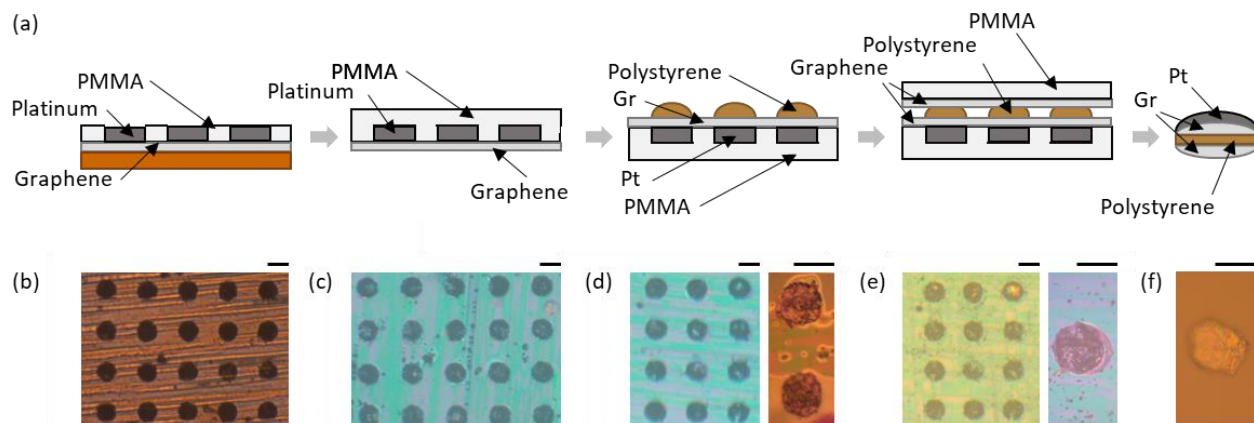 (a)
PMMA
Platinum
Graphene
PMMA
Platinum
Graphene
Polystyrene
Gr
Pt
PMMA
PMMA
Polystyrene
Graphene
Pt
Gr
Polystyrene
(b)
(c)
(d)
(e)
(f)